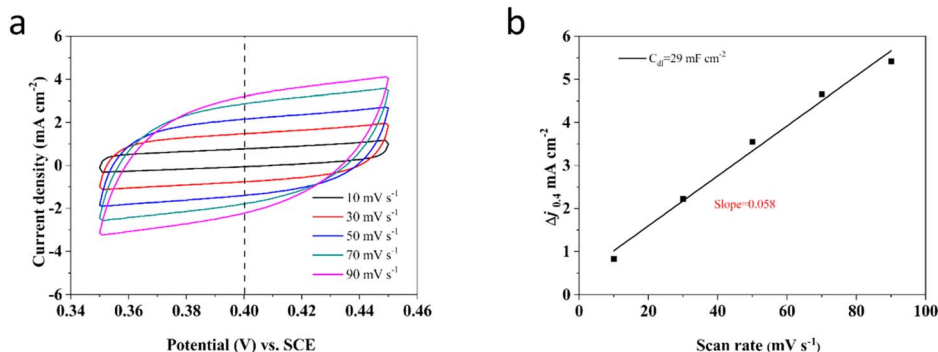 a
Current density (mA cm⁻²)
6
4
2
0
-2
-4
-6
10 mV s⁻¹
30 mV s⁻¹
50 mV s⁻¹
70 mV s⁻¹
90 mV s⁻¹
0.34 0.36 0.38 0.40 0.42 0.44 0.46
Potential (V) vs. SCE
b
Δj 0.4 mA cm⁻²
6
5
4
3
2
1
0
C_dl=29 mF cm⁻²
Slope=0.058
0 20 40 60 80 100
Scan rate (mV s⁻¹)